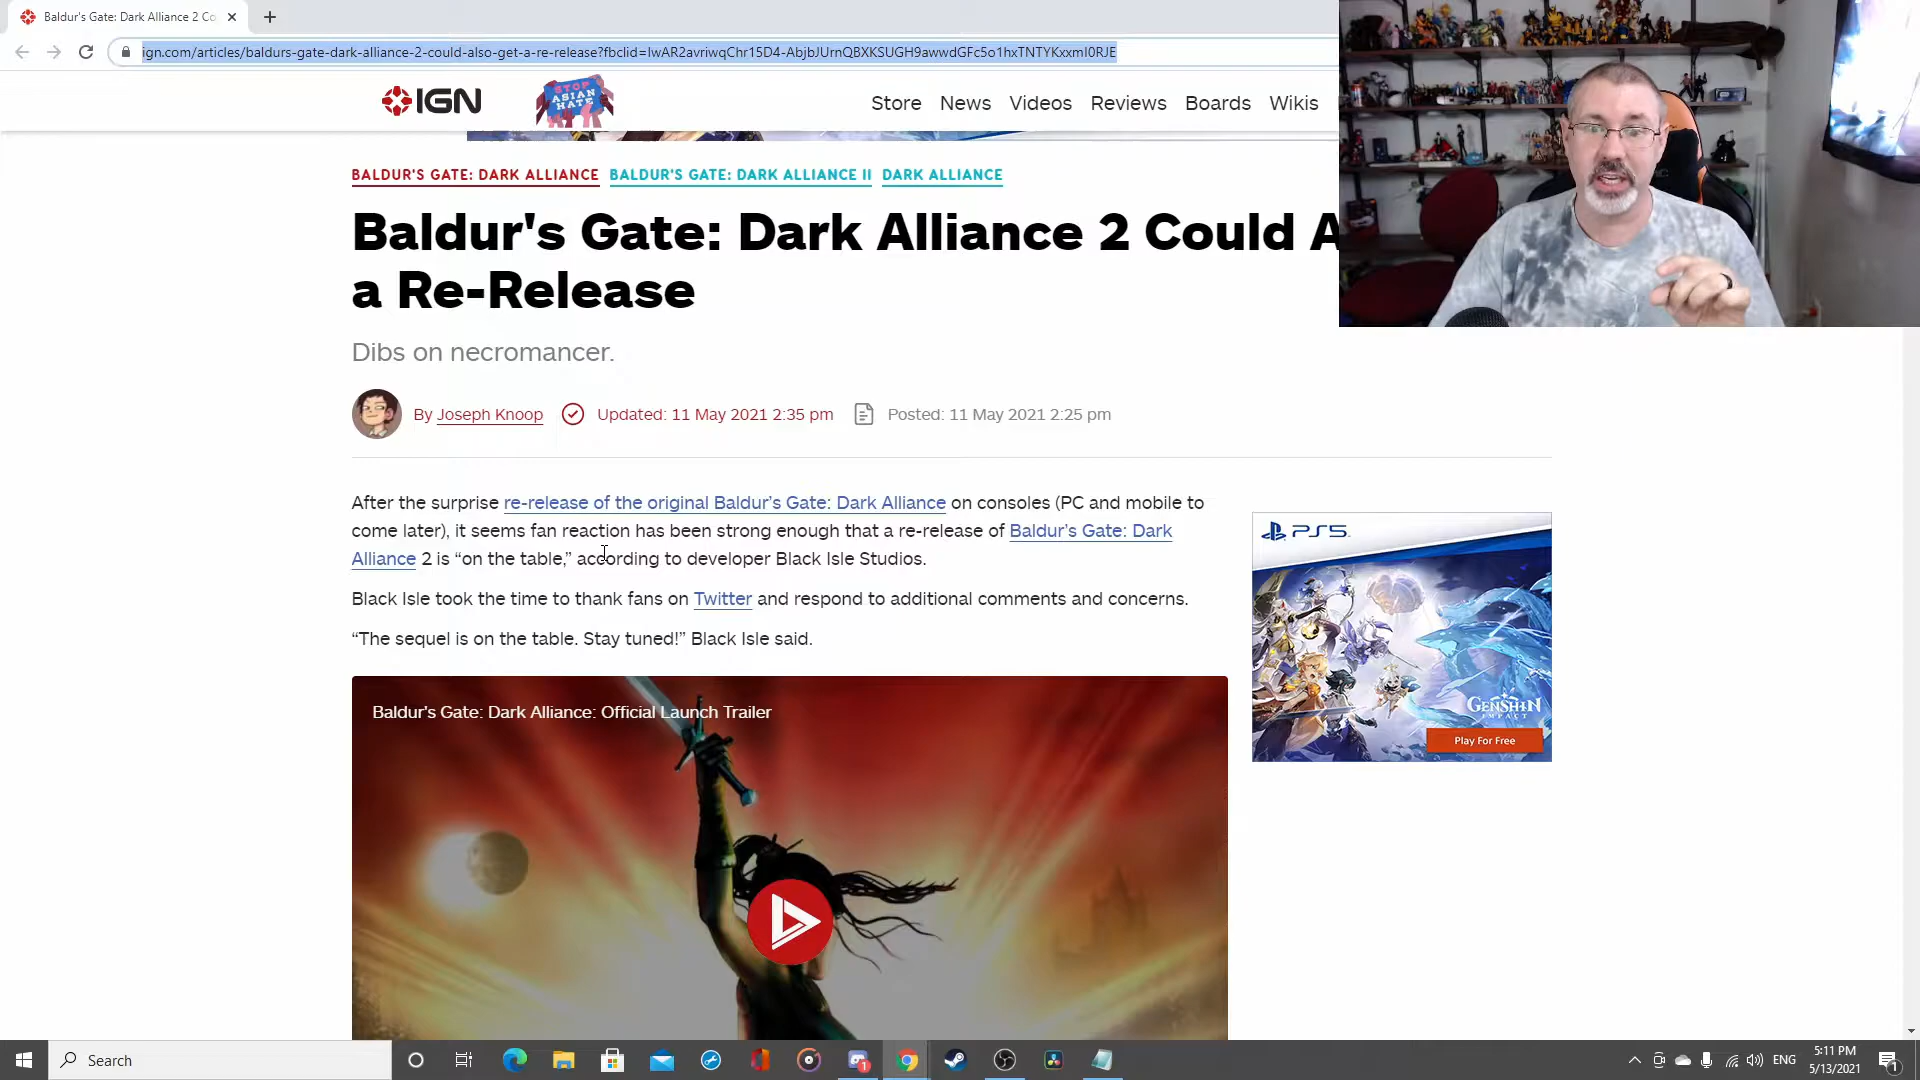 Baldur's Gate: Dark Alliance 2 Co
ign.com/articles/baldurs-gate-dark-alliance-2-could-also-get-a-re-release?fbclid=IwAR2avriwqChr15D4-AbjbJUrnQBXKSUGH9awwdGFc5o1hxTNTYKxxmI0RJE
IGN
STOP ASIAN HATE
Store News Videos Reviews Boards Wikis
BALDUR'S GATE: DARK ALLIANCE BALDUR'S GATE: DARK ALLIANCE II DARK ALLIANCE
Baldur's Gate: Dark Alliance 2 Could A
a Re-Release
Dibs on necromancer.
By Joseph Knoop Updated: 11 May 2021 2:35 pm Posted: 11 May 2021 2:25 pm
After the surprise re-release of the original Baldur's Gate: Dark Alliance on consoles (PC and mobile to
come later), it seems fan reaction has been strong enough that a re-release of Baldur's Gate: Dark
Alliance 2 is “on the table,” according to developer Black Isle Studios.
Black Isle took the time to thank fans on Twitter and respond to additional comments and concerns.
“The sequel is on the table. Stay tuned!” Black Isle said.
Baldur's Gate: Dark Alliance: Official Launch Trailer
PS5
GENSHIN
IMPACT
Play For Free
Search
ENG
5:11 PM
5/13/2021
1
1